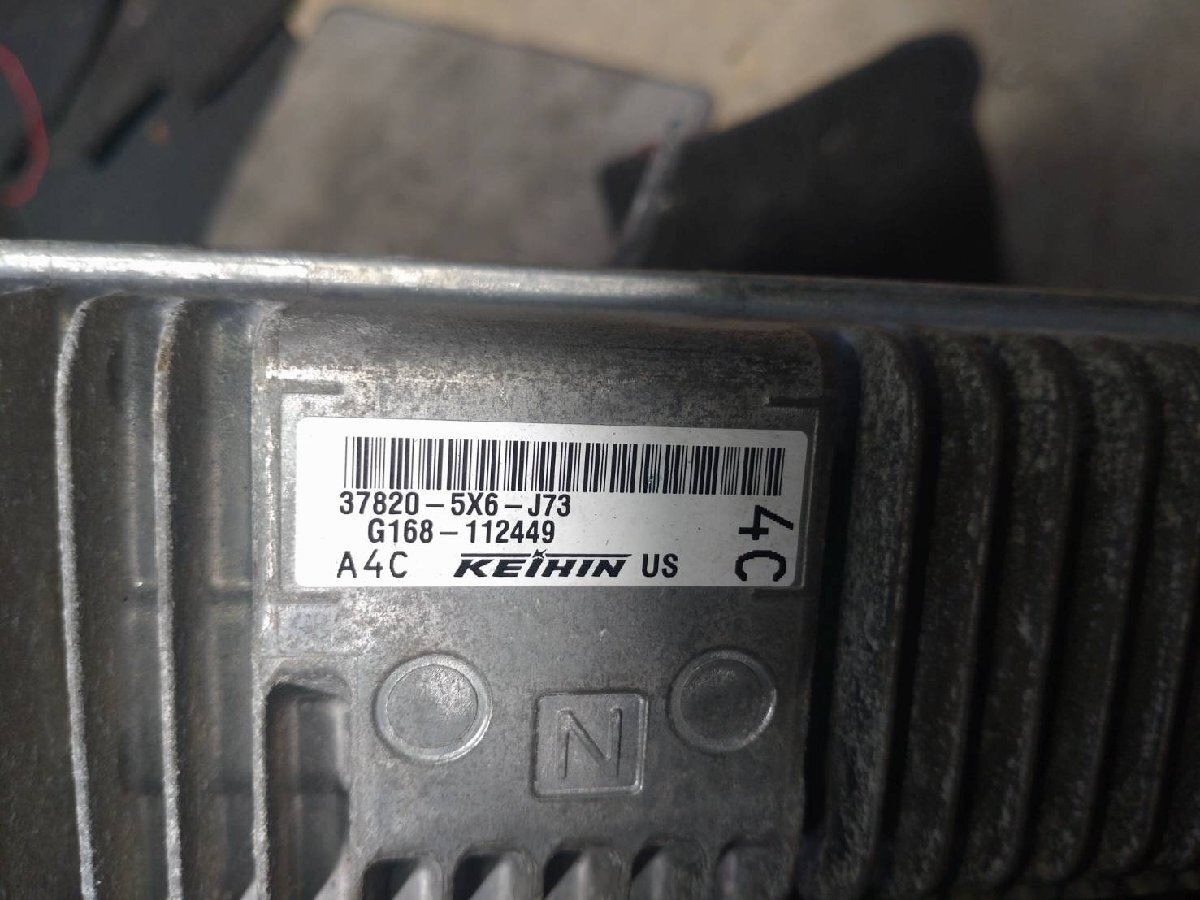 37820-5X6-J73
G168-112449
A4C KEIHIN US
4C
N